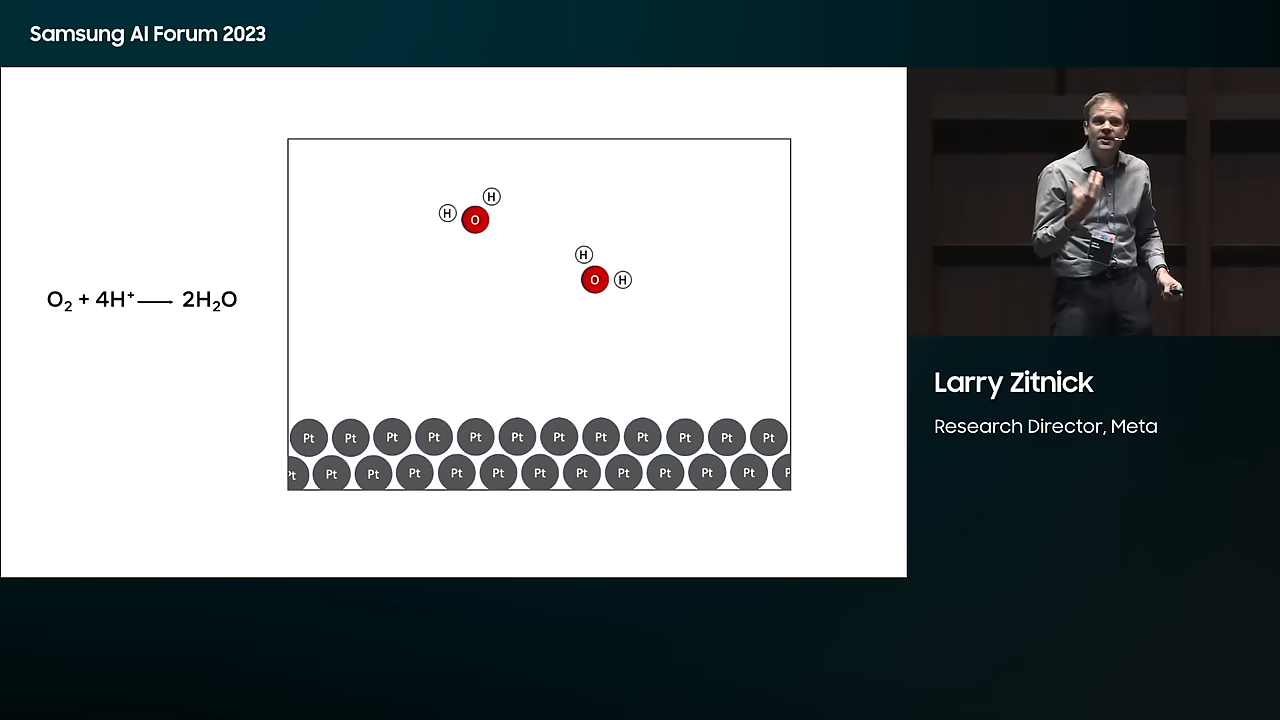 Samsung AI Forum 2023
H
H
O
H
O
H
O₂ + 4H⁺ → 2H₂O
Pt Pt Pt Pt Pt Pt Pt Pt Pt Pt Pt Pt
Pt Pt Pt Pt Pt Pt Pt Pt Pt Pt Pt Pt P
Larry Zitnick
Research Director, Meta